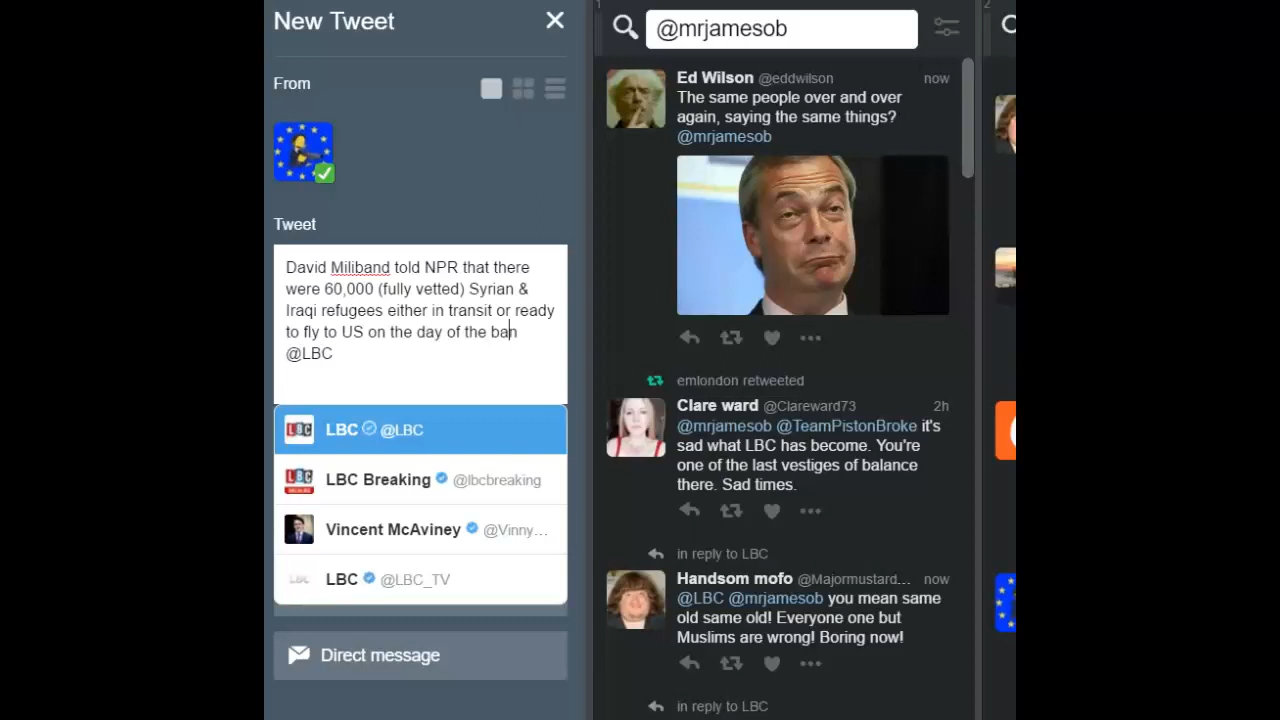 New Tweet
From
Tweet
David Miliband told NPR that there
were 60,000 (fully vetted) Syrian &
Iraqi refugees either in transit or ready
to fly to US on the day of the ban
@LBC
LBC @LBC
LBC Breaking @lbcbreaking
Vincent McAviney @Vinny...
LBC @LBC_TV
Direct message
1
@mrjamesob
Ed Wilson @eddwilson now
The same people over and over
again, saying the same things?
@mrjamesob
emlondon retweeted
Clare ward @Clareward73 2h
@mrjamesob @TeamPistonBroke it's
sad what LBC has become. You're
one of the last vestiges of balance
there. Sad times.
in reply to LBC
Handsom mofo @Majormustard... now
@LBC @mrjamesob you mean same
old same old! Everyone one but
Muslims are wrong! Boring now!
in reply to LBC
2